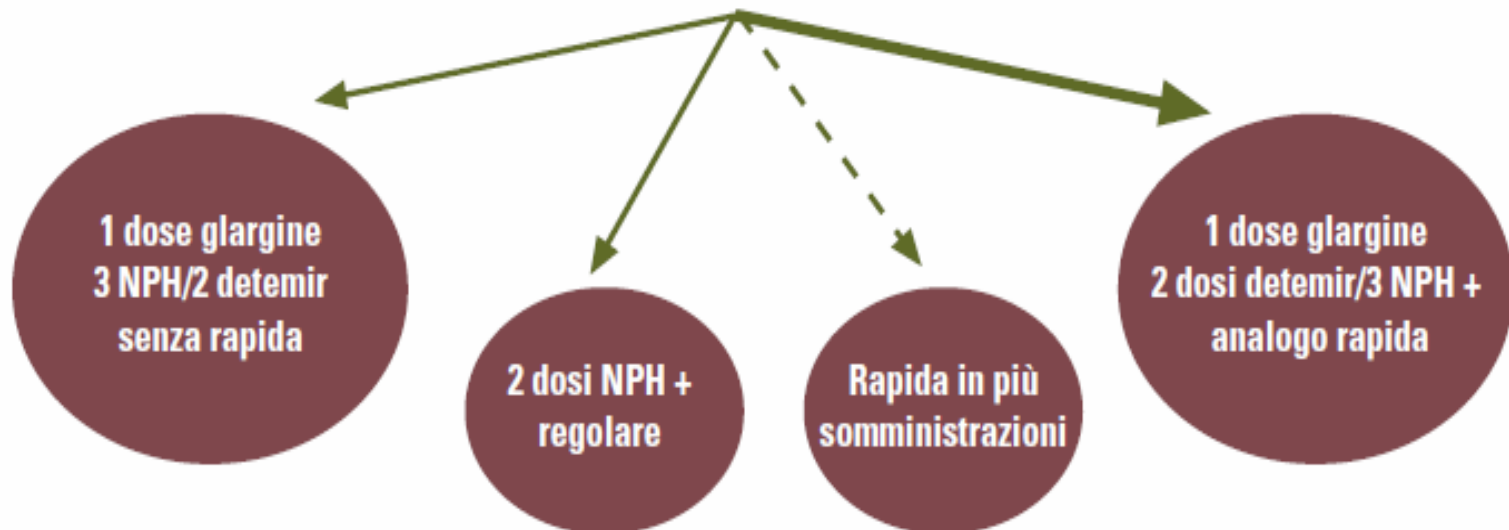 1 dose glargine
3 NPH/2 detemir
senza rapida
2 dosi NPH +
regolare
Rapida in più
somministrazioni
1 dose glargine
2 dosi detemir/3 NPH +
analogo rapida